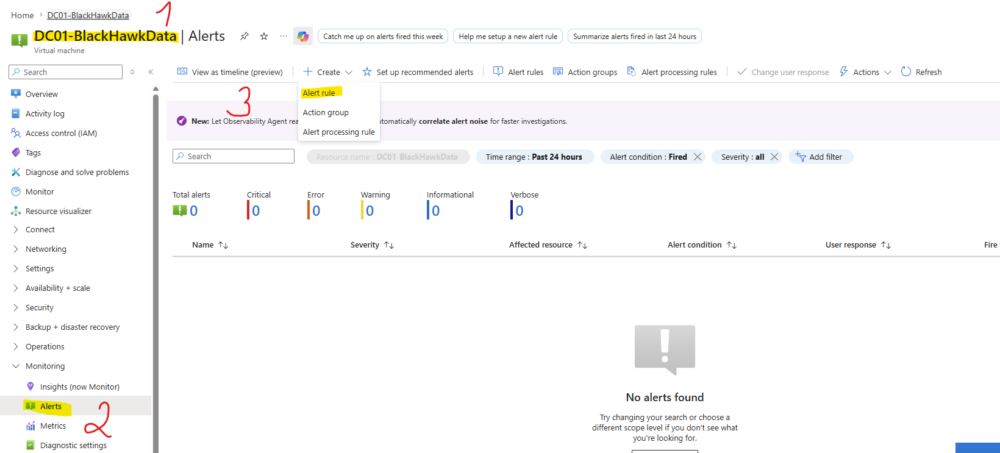 Home > DC01-BlackHawkData
1
DC01-BlackHawkData | Alerts
Catch me up on alerts fired this week
Help me setup a new alert rule
Summarize alerts fired in last 24 hours
Virtual machine
Search
View as timeline (preview)
Create
Set up recommended alerts
Alert rules
Action groups
Alert processing rules
Change user response
Actions
Refresh
Overview
Activity log
Access control (IAM)
Tags
Diagnose and solve problems
Monitor
Resource visualizer
Connect
Networking
Settings
Availability + scale
Security
Backup + disaster recovery
Operations
Monitoring
Insights (now Monitor)
Alerts
2
Metrics
Diagnostic settings
3
Alert rule
Action group
Alert processing rule
New: Let Observability Agent rea utomatically correlate alert noise for faster investigations.
Search
Resource name : DC01-BlackHawkData
Time range : Past 24 hours
Alert condition : Fired
Severity : all
Add filter
Total alerts
0
Critical
0
Error
0
Warning
0
Informational
0
Verbose
0
Name
Severity
Affected resource
Alert condition
User response
Fire
No alerts found
Try changing your search or choose a
different scope level if you don't see what
you're looking for.